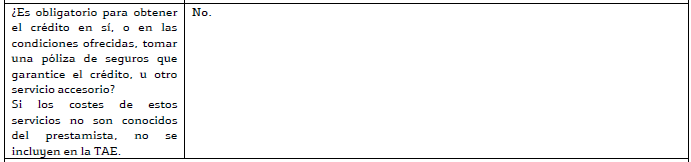 ¿Es obligatorio para obtener
el crédito en sí, o en las
condiciones ofrecidas, tomar
una póliza de seguros que
garantice el crédito, u otro
servicio accesorio?
Si los costes de estos
servicios no son conocidos
del prestamista, no se
incluyen en la TAE.
No.